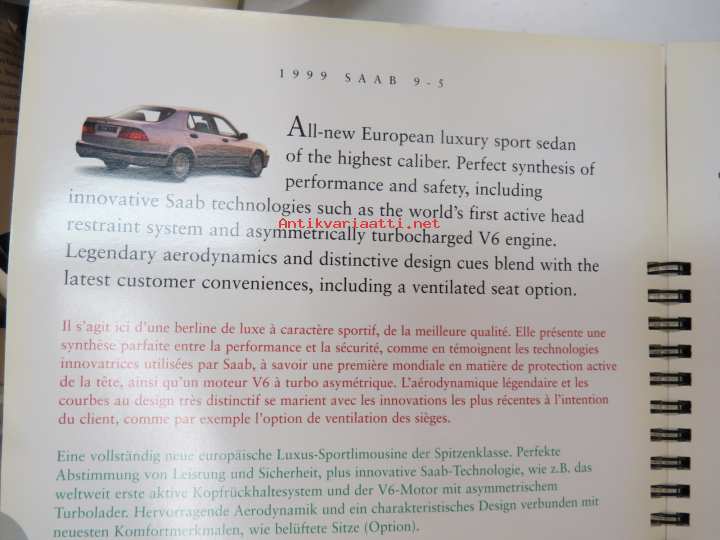 1999 SAAB 9-5
All-new European luxury sport sedan
of the highest caliber. Perfect synthesis of
performance and safety, including
innovative Saab technologies such as the world's first active head
Antikvariaatti.net
restraint system and asymmetrically turbocharged V6 engine.
Legendary aerodynamics and distinctive design cues blend with the
latest customer conveniences, including a ventilated seat option.
Il s'agit ici d'une berline de luxe à caractère sportif, de la meilleure qualité. Elle présente une
synthèse parfaite entre la performance et la sécurité, comme en témoignent les technologies
innovatrices utilisées par Saab, à savoir une première mondiale en matière de protection active
de la tête, ainsi qu'un moteur V6 à turbo asymétrique. L'aérodynamique légendaire et les
courbes au design très distinctif se marient avec les innovations les plus récentes à l'intention
du client, comme par exemple l'option de ventilation des sièges.
Eine vollständig neue europäische Luxus-Sportlimousine der Spitzenklasse. Perfekte
Abstimmung von Leistung und Sicherheit, plus innovative Saab-Technologie, wie z.B. das
weltweit erste aktive Kopfrückhaltesystem und der V6-Motor mit asymmetrischem
Turbolader. Hervorragende Aerodynamik und ein charakteristisches Design verbunden mit
neuesten Komfortmerkmalen, wie belüftete Sitze (Option).